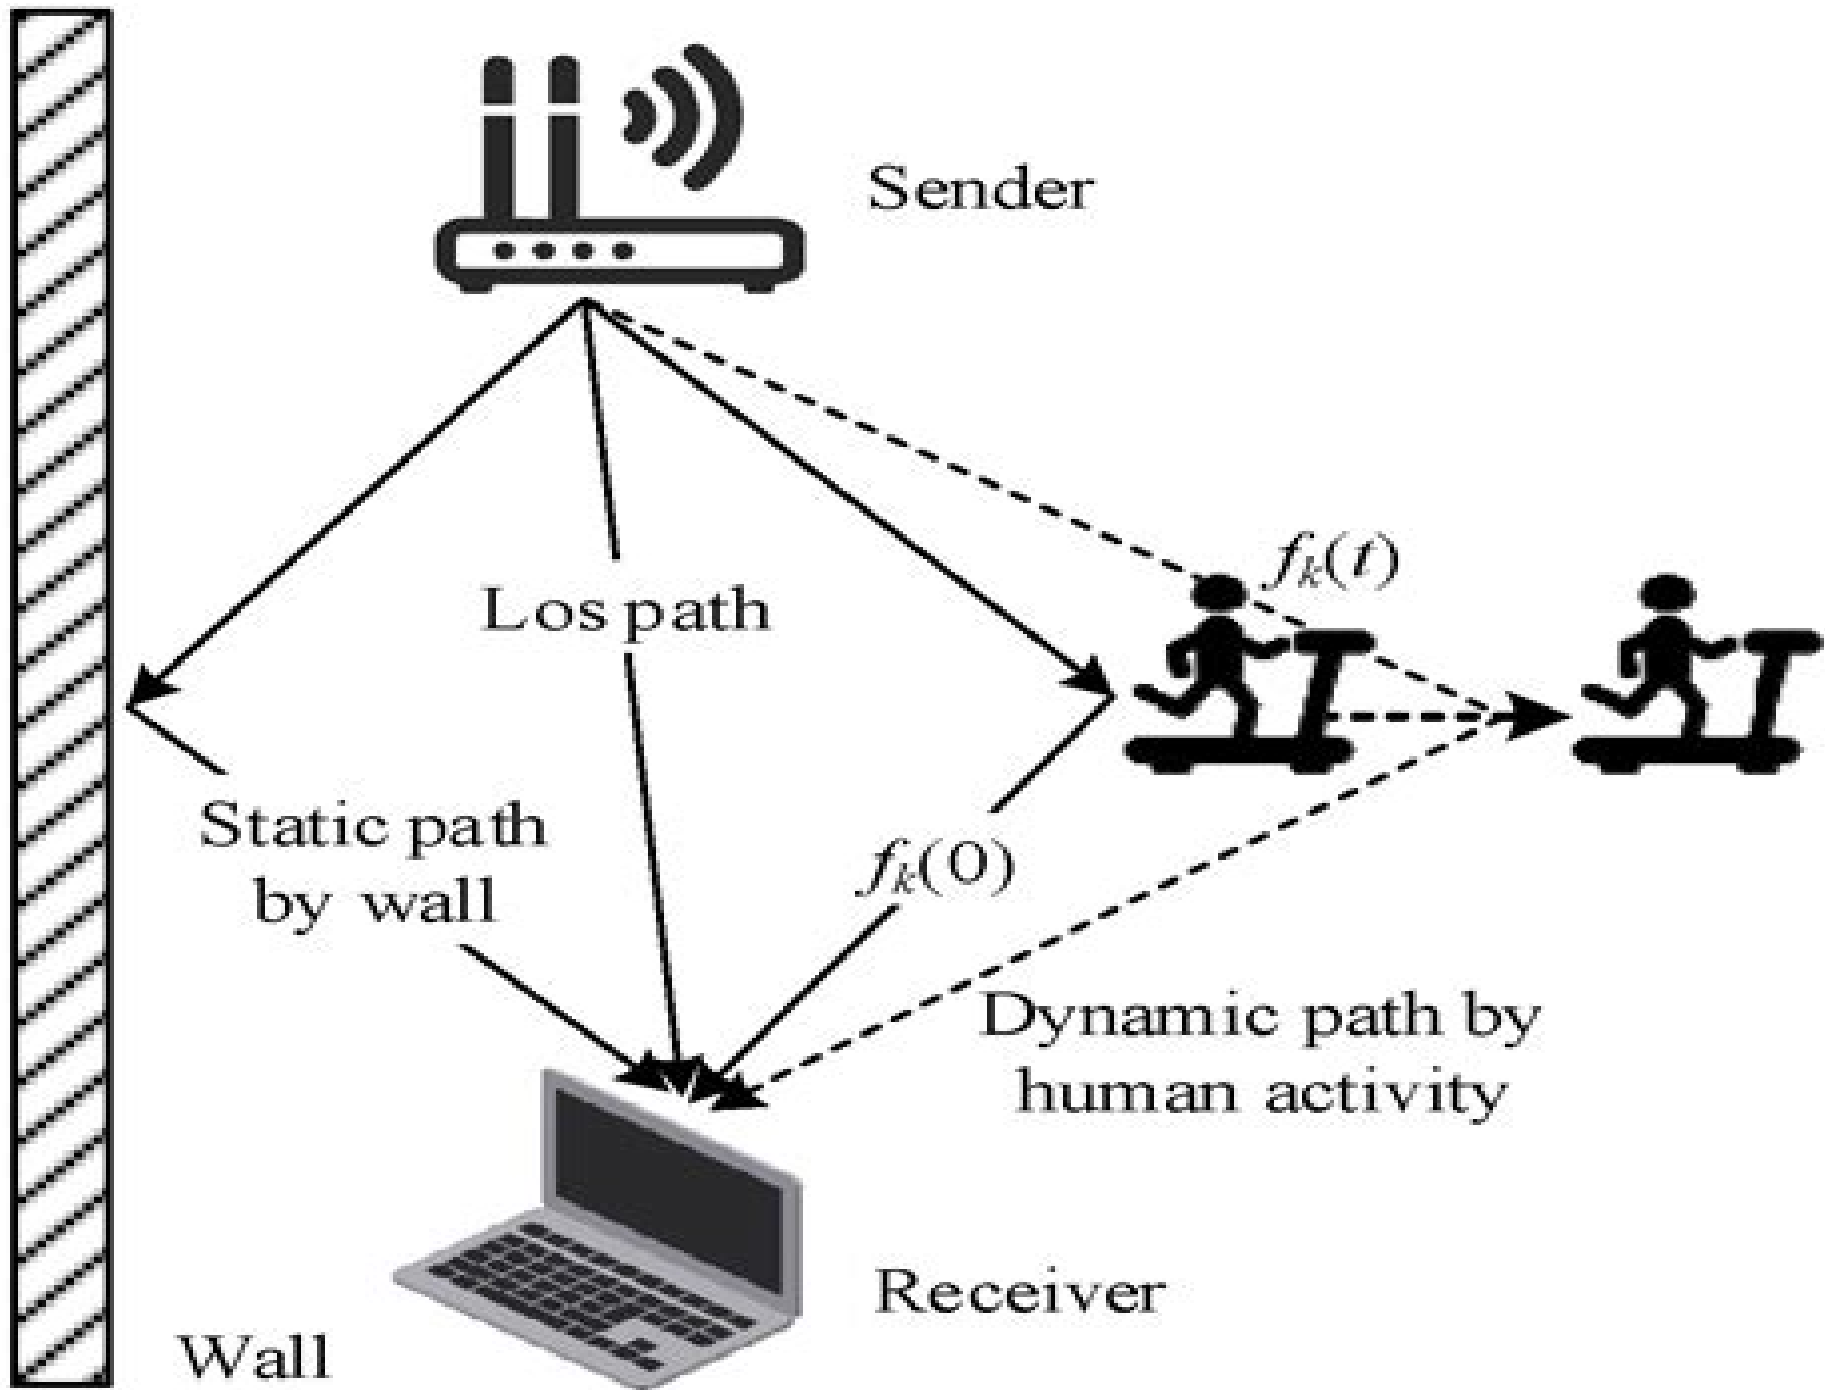 Sender
f_k(t)
Los path
Static path
by wall
f_k(0)
Dynamic path by
human activity
Receiver
Wall